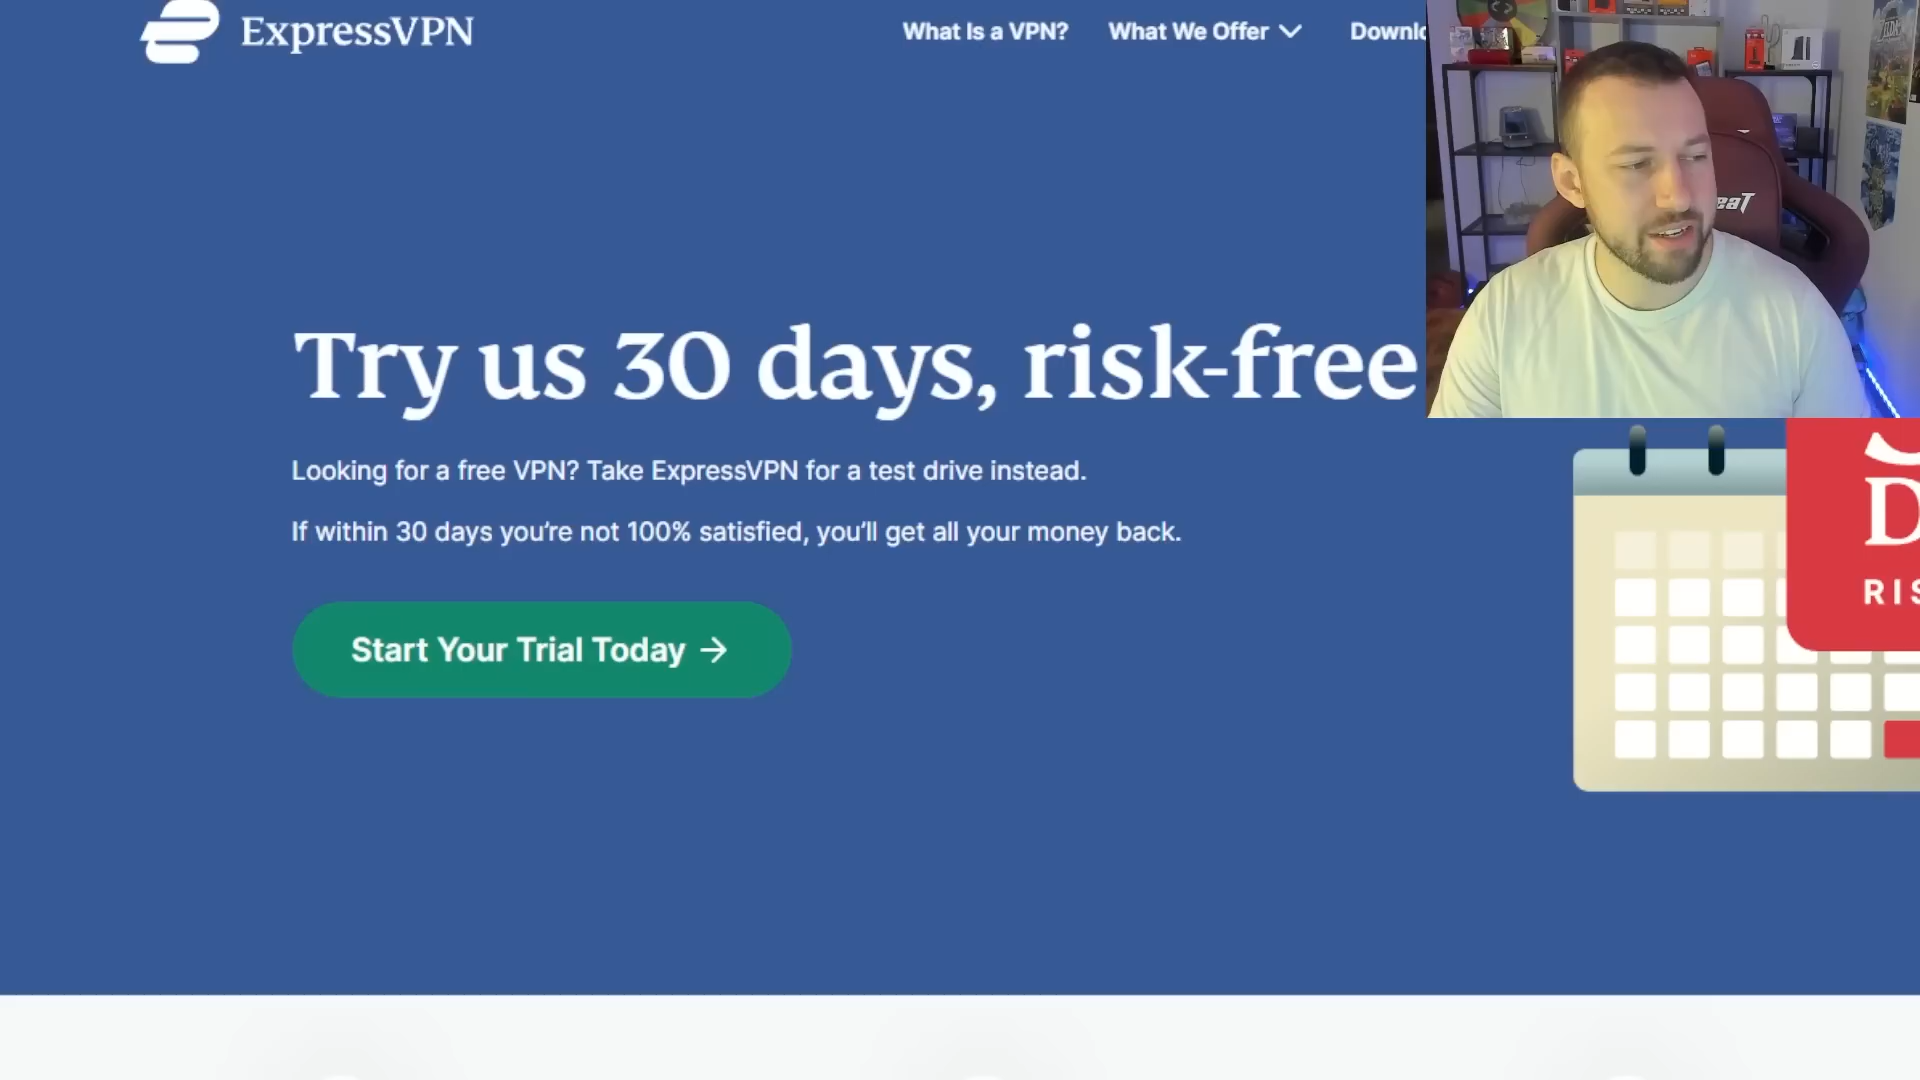 ExpressVPN
What Is a VPN? What We Offer
Try us 30 days, risk-free
Looking for a free VPN? Take ExpressVPN for a test drive instead.
If within 30 days you're not 100% satisfied, you'll get all your money back.
Start Your Trial Today →